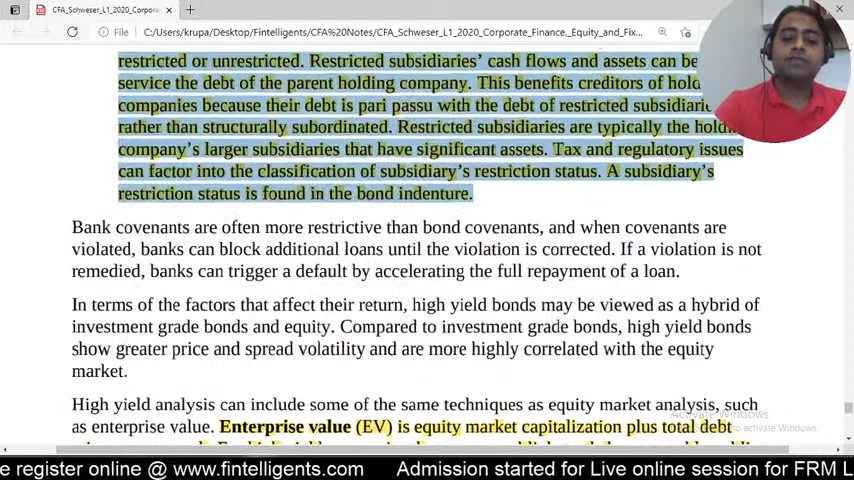 CFA_Schweser_L1_2020_Corporate
File
C:/Users/krupa/Desktop/Fintelligents/CFA%20Notes/CFA_Schweser_L1_2020_Corporate_Finance,_Equity_and_Fix...
restricted or unrestricted. Restricted subsidiaries' cash flows and assets can be
service the debt of the parent holding company. This benefits creditors of hold
companies because their debt is pari passu with the debt of restricted subsidiarie
rather than structurally subordinated. Restricted subsidiaries are typically the holdi
company's larger subsidiaries that have significant assets. Tax and regulatory issues
can factor into the classification of subsidiary's restriction status. A subsidiary's
restriction status is found in the bond indenture.
Bank covenants are often more restrictive than bond covenants, and when covenants are
violated, banks can block additional loans until the violation is corrected. If a violation is not
remedied, banks can trigger a default by accelerating the full repayment of a loan.
In terms of the factors that affect their return, high yield bonds may be viewed as a hybrid of
investment grade bonds and equity. Compared to investment grade bonds, high yield bonds
show greater price and spread volatility and are more highly correlated with the equity
market.
High yield analysis can include some of the same techniques as equity market analysis, such
as enterprise value. Enterprise value (EV) is equity market capitalization plus total debt
Activate Windows
to activate Windows.
e register online @ www.fintelligents.com Admission started for Live online session for FRM L